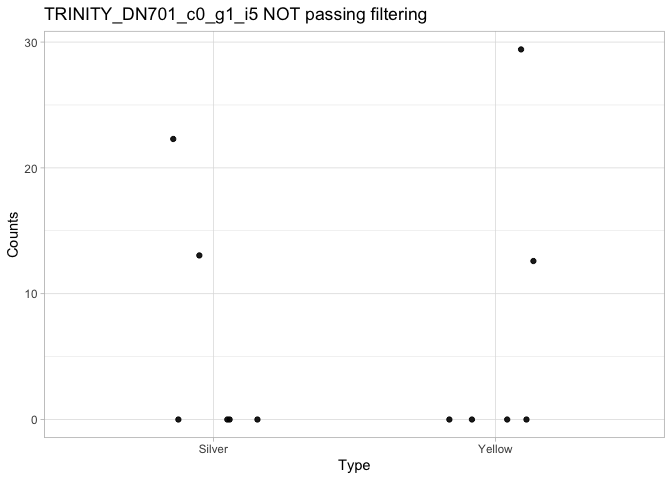 TRINITY_DN701_c0_g1_i5 NOT passing filtering
30
20
10
0
Counts
Silver
Yellow
Type